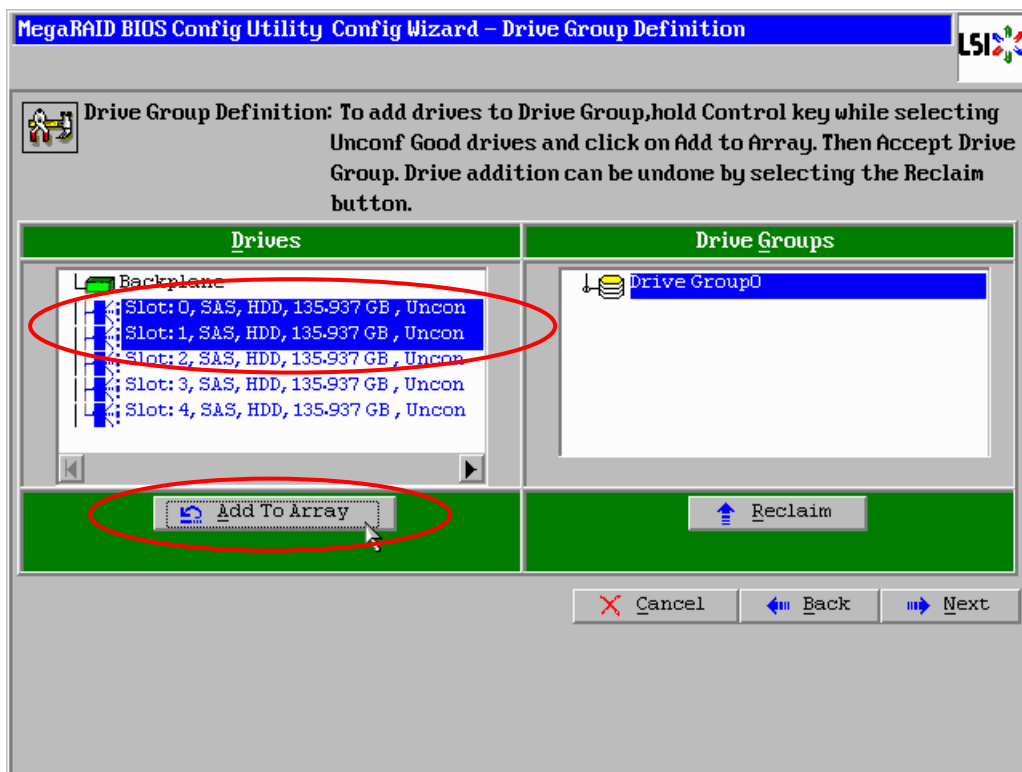 MegaRAID BIOS Config Utility Config Wizard – Drive Group Definition
LSI
Drive Group Definition: To add drives to Drive Group,hold Control key while selecting
Unconf Good drives and click on Add to Array. Then Accept Drive
Group. Drive addition can be undone by selecting the Reclaim
button.
Drives
Drive Groups
Backplane
Slot: 0, SAS, HDD, 135.937 GB , Uncon
Slot: 1, SAS, HDD, 135.937 GB , Uncon
Slot: 2, SAS, HDD, 135.937 GB , Uncon
Slot: 3, SAS, HDD, 135.937 GB , Uncon
Slot: 4, SAS, HDD, 135.937 GB , Uncon
Drive Group0
Add To Array
Reclaim
Cancel
Back
Next